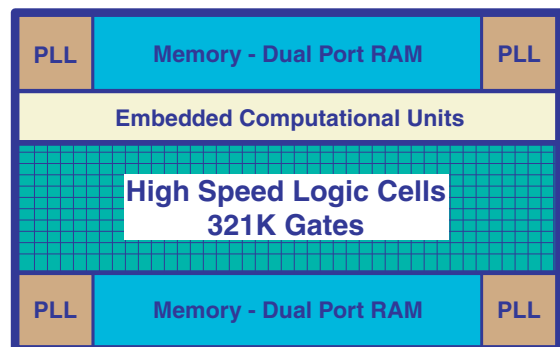 PLL Memory - Dual Port RAM PLL
Embedded Computational Units
High Speed Logic Cells
321K Gates
PLL Memory - Dual Port RAM PLL